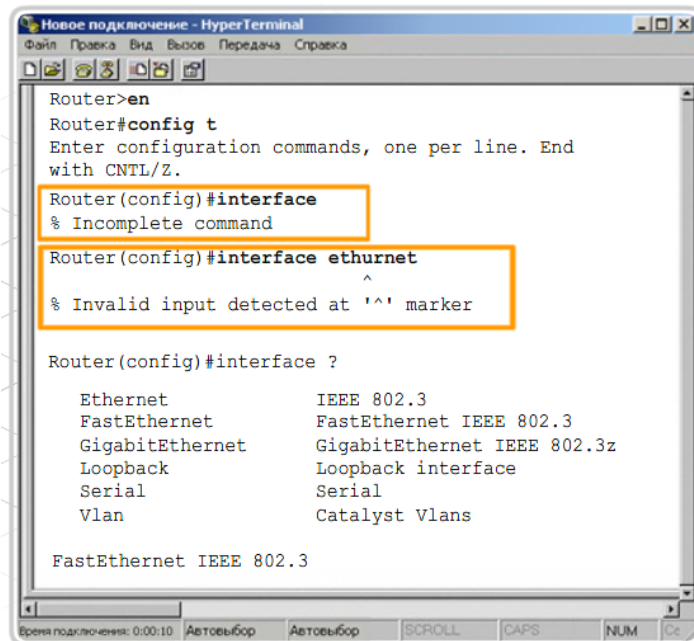 Новое подключение - HyperTerminal
Файл Правка Вид Вызов Передача Справка
Router>en
Router#config t
Enter configuration commands, one per line. End
with CNTL/Z.
Router(config)#interface
% Incomplete command
Router(config)#interface ethurnet
^
% Invalid input detected at '^' marker
Router(config)#interface ?
Ethernet IEEE 802.3
FastEthernet FastEthernet IEEE 802.3
GigabitEthernet GigabitEthernet IEEE 802.3z
Loopback Loopback interface
Serial Serial
Vlan Catalyst Vlans
FastEthernet IEEE 802.3
Время подключения: 0:00:10 Автовыбор Автовыбор SCROLL CAPS NUM